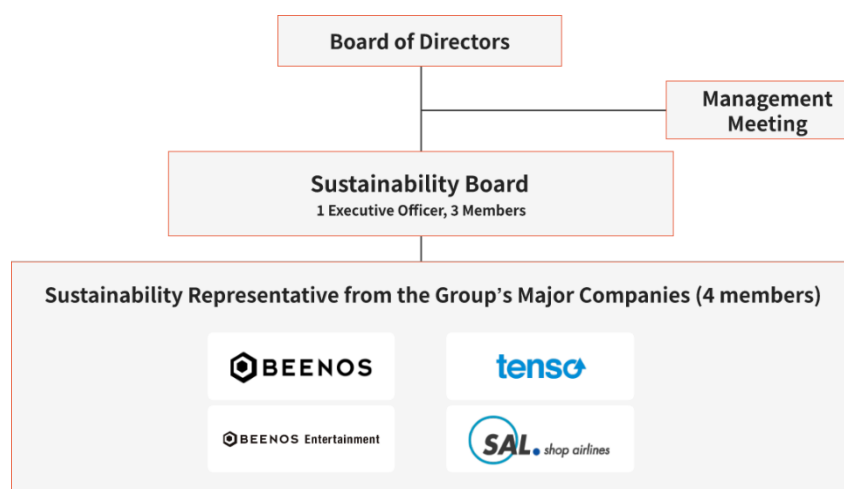 Board of Directors
Management
Meeting
Sustainability Board
1 Executive Officer, 3 Members
Sustainability Representative from the Group's Major Companies (4 members)
BEENOS
tenso
BEENOS Entertainment
SAL. shop airlines